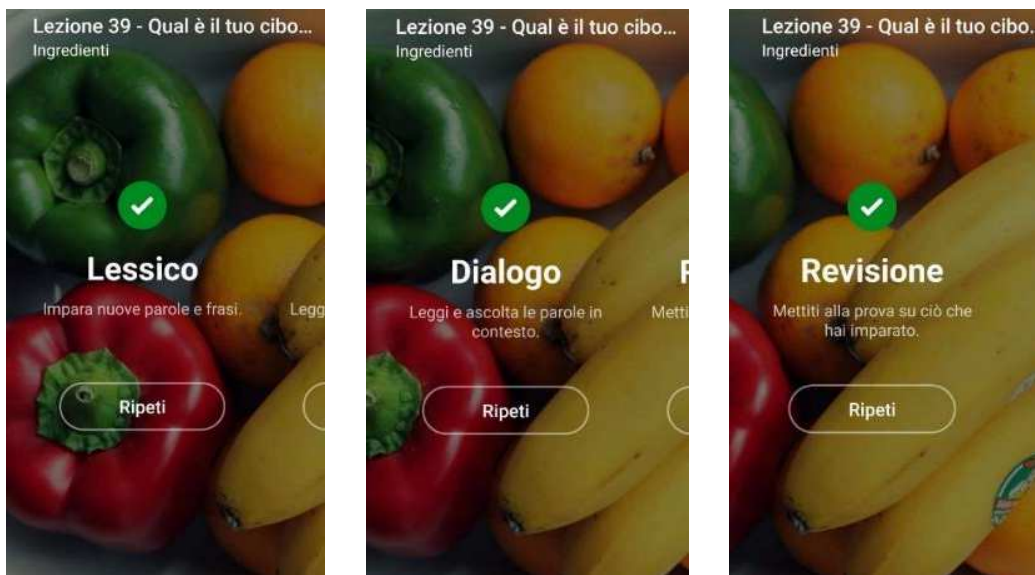 Lezione 39 - Qual è il tuo cibo...
Ingredienti
Lessico
Impara nuove parole e frasi.
Legg
Ripeti
Lezione 39 - Qual è il tuo cibo...
Ingredienti
Dialogo
Leggi e ascolta le parole in
contesto.
Metti
Ripeti
Lezione 39 - Qual è il tuo cibo.
Ingredienti
Revisione
Mettiti alla prova su ciò che
hai imparato.
Ripeti